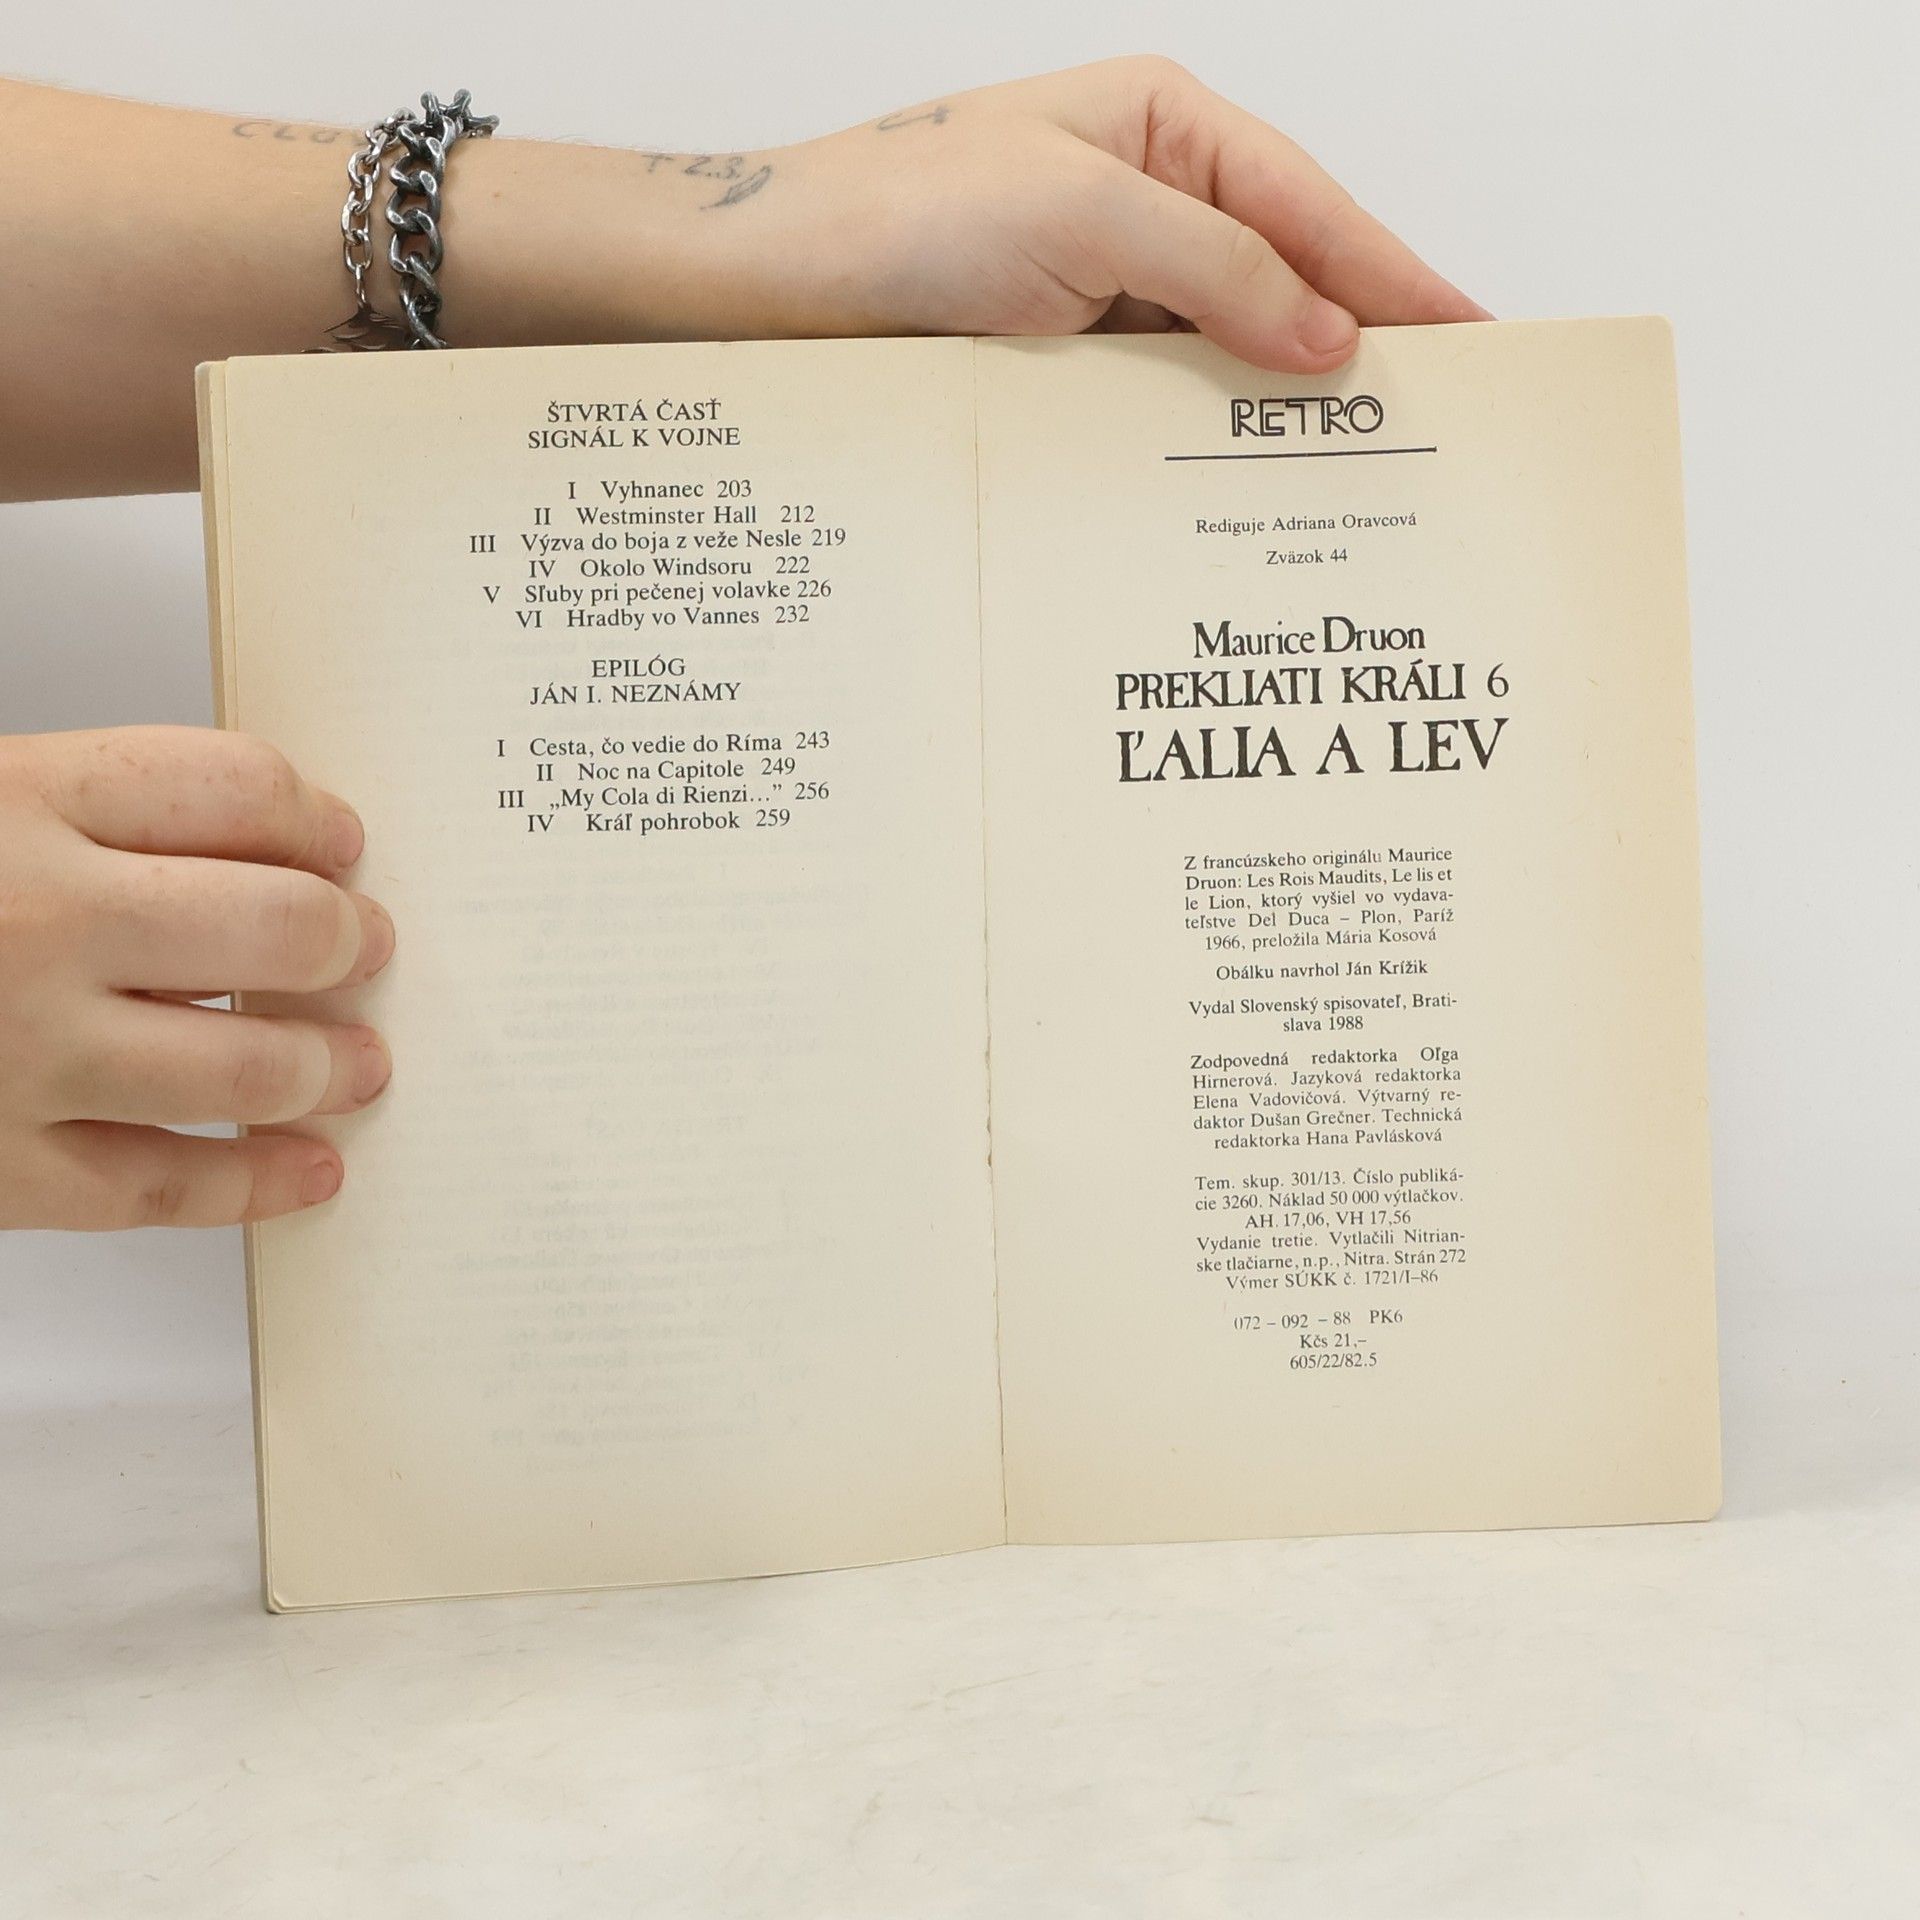 + 2.3.
ŠTVRTÁ ČASŤ
SIGNÁL K VOJNE
I Vyhnanec 203
II Westminster Hall 212
III Výzva do boja z veže Nesle 219
IV Okolo Windsoru 222
V Sľuby pri pečenej volavke 226
VI Hradby vo Vannes 232
EPILÓG
JÁN I. NEZNÁMY
I Cesta, čo vedie do Ríma 243
II Noc na Capitole 249
III „My Cola di Rienzi...” 256
IV Kráľ pohrobok 259
RETRO
Rediguje Adriana Oravcová
Zväzok 44
Maurice Druon
PREKLIATI KRÁLI 6
ĽALIA A LEV
Z francúzskeho originálu Maurice
Druon: Les Rois Maudits, Le lis et
le Lion, ktorý vyšiel vo vydava-
teľstve Del Duca – Plon, Paríž
1966, preložila Mária Kosová
Obálku navrhol Ján Krížik
Vydal Slovenský spisovateľ, Brati-
slava 1988
Zodpovedná redaktorka Oľga
Hirnerová. Jazyková redaktorka
Elena Vadovičová. Výtvarný re-
daktor Dušan Grečner. Technická
redaktorka Hana Pavlásková
Tem. skup. 301/13. Číslo publiká-
cie 3260. Náklad 50 000 výtlačkov.
AH. 17,06, VH 17,56
Vydanie tretie. Vytlačili Nitrian-
ske tlačiarne, n.p., Nitra. Strán 272
Výmer SÚKK č. 1721/I–86
072 – 092 – 88 PK6
Kčs 21,–
605/22/82.5